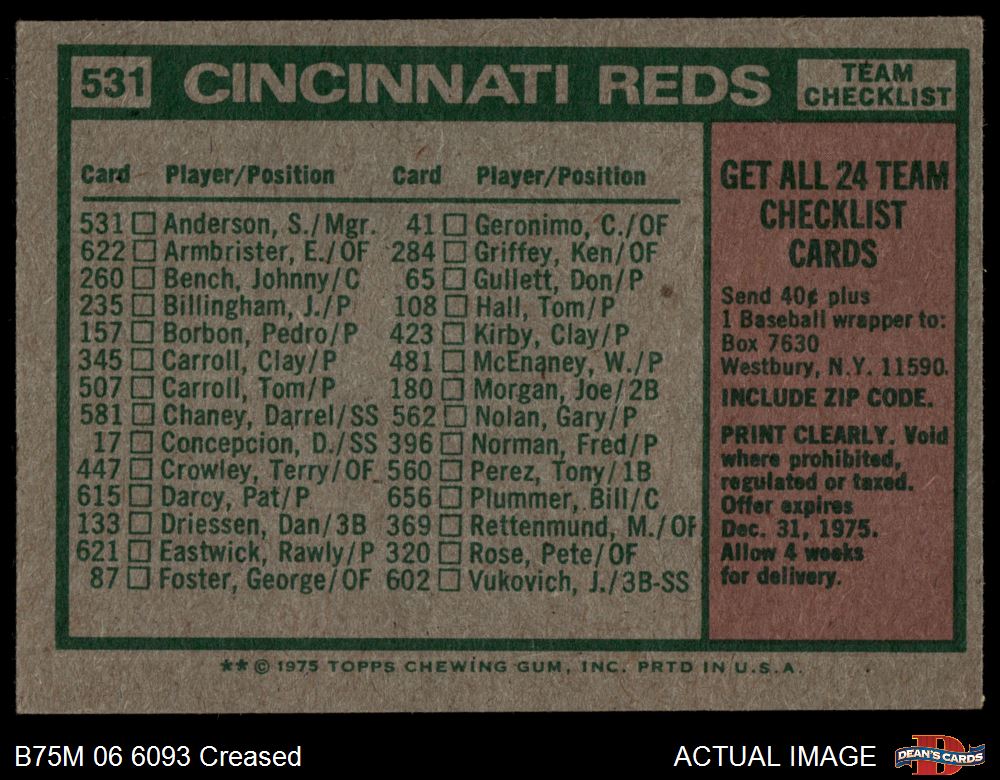 531 CINCINNATI REDS TEAM CHECKLIST
Card Player/Position Card Player/Position
531 Anderson, S./Mgr. 41 Geronimo, C./OF
622 Armbrister, E./OF 284 Griffey, Ken/OF
260 Bench, Johnny/C 65 Gullett, Don/P
235 Billingham, J./P 108 Hall, Tom/P
157 Borbon, Pedro/P 423 Kirby, Clay/P
345 Carroll, Clay/P 481 McEnaney, W./P
507 Carroll, Tom/P 180 Morgan, Joe/2B
581 Chaney, Darrel/SS 562 Nolan, Gary/P
17 Concepcion, D./SS 396 Norman, Fred/P
447 Crowley, Terry/OF 560 Perez, Tony/1B
615 Darcy, Pat/P 656 Plummer, Bill/C
133 Driessen, Dan/3B 369 Rettenmund, M./OF
621 Eastwick, Rawly/P 320 Rose, Pete/OF
87 Foster, George/OF 602 Vukovich, J./3B-SS
GET ALL 24 TEAM
CHECKLIST
CARDS
Send 40¢ plus
1 Baseball wrapper to:
Box 7630
Westbury, N.Y. 11590.
INCLUDE ZIP CODE.
PRINT CLEARLY. Void
where prohibited,
regulated or taxed.
Offer expires
Dec. 31, 1975.
Allow 4 weeks
for delivery.
** © 1975 TOPPS CHEWING GUM, INC. PRTD IN U.S.A.
B75M 06 6093 Creased ACTUAL IMAGE DEAN'S CARDS